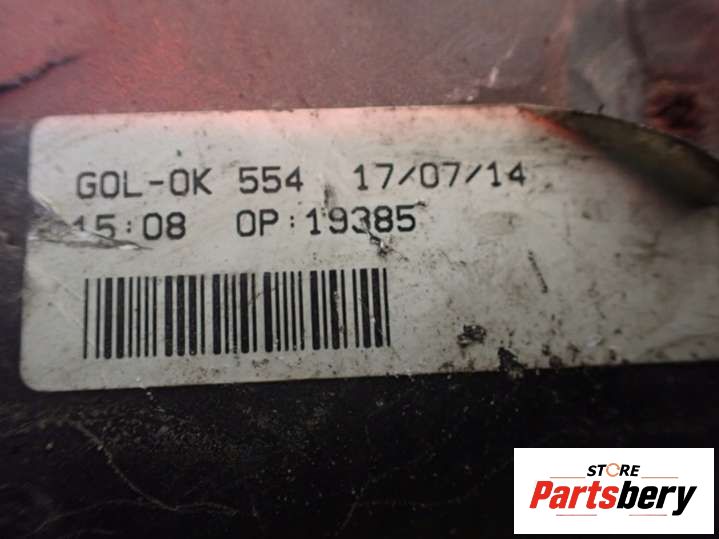 GOL-OK 554 17/07/14
15:08 OP:19385
STORE
Partsbery